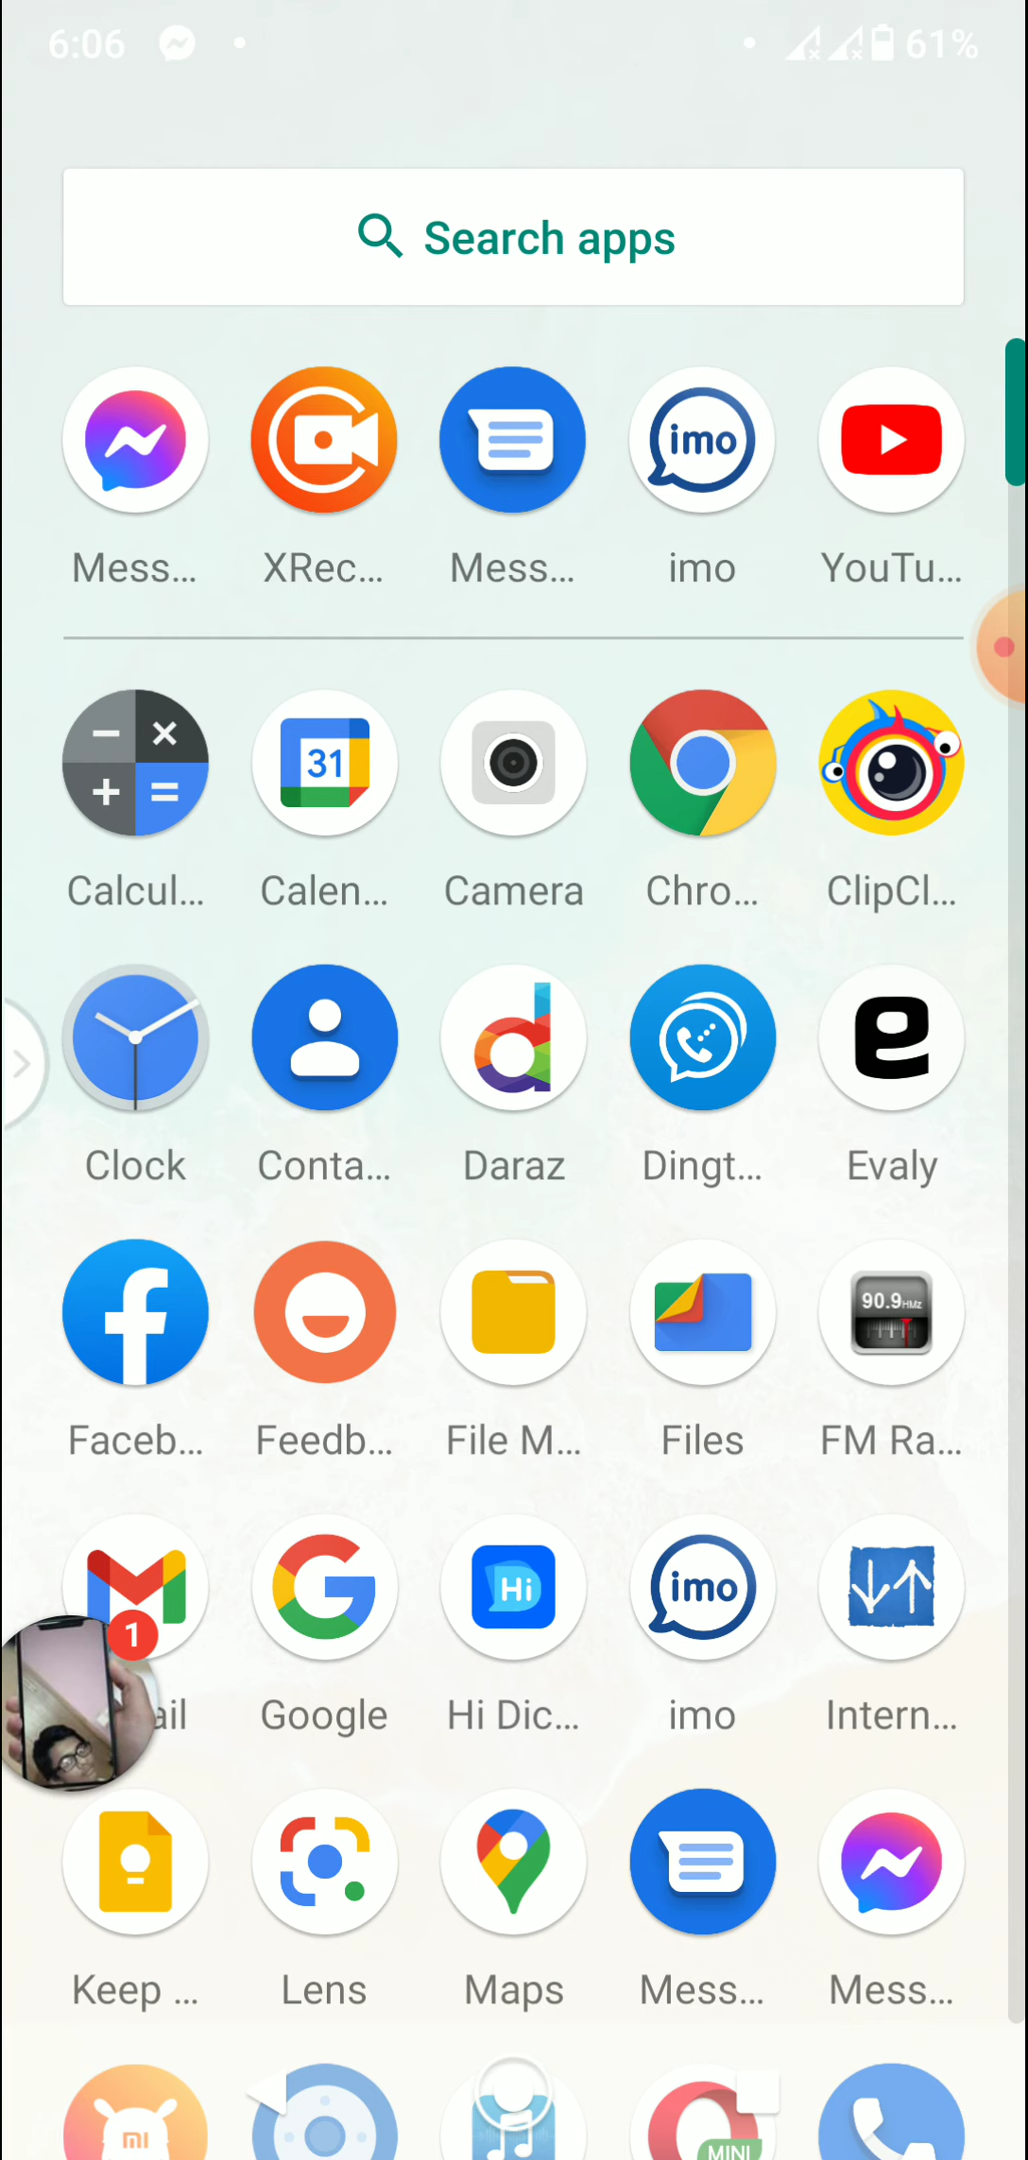 6:06 61%
Search apps
imo
Mess... XRec... Mess... imo YouTu...
31
Calcul... Calen... Camera Chro... ClipCl...
Clock Conta... Daraz Dingt... Evaly
90.9HMz
Faceb... Feedb... File M... Files FM Ra...
Hi imo
1
ail Google Hi Dic... imo Intern...
Keep ... Lens Maps Mess... Mess...
mi MINI